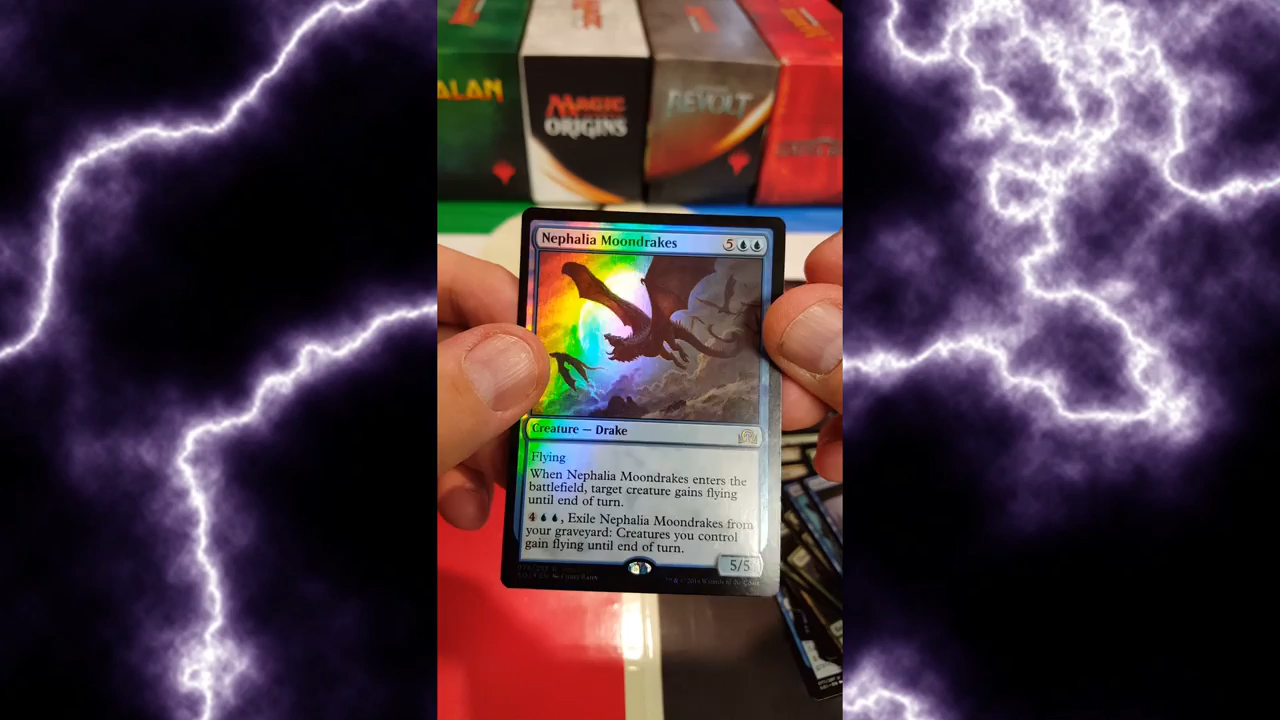 ALAN
MAGIC
ORIGINS
REVOLT
Nephalia Moondrakes
5
Creature — Drake
Flying
When Nephalia Moondrakes enters the
battlefield, target creature gains flying
until end of turn.
4, Exile Nephalia Moondrakes from
your graveyard: Creatures you control
gain flying until end of turn.
5/5